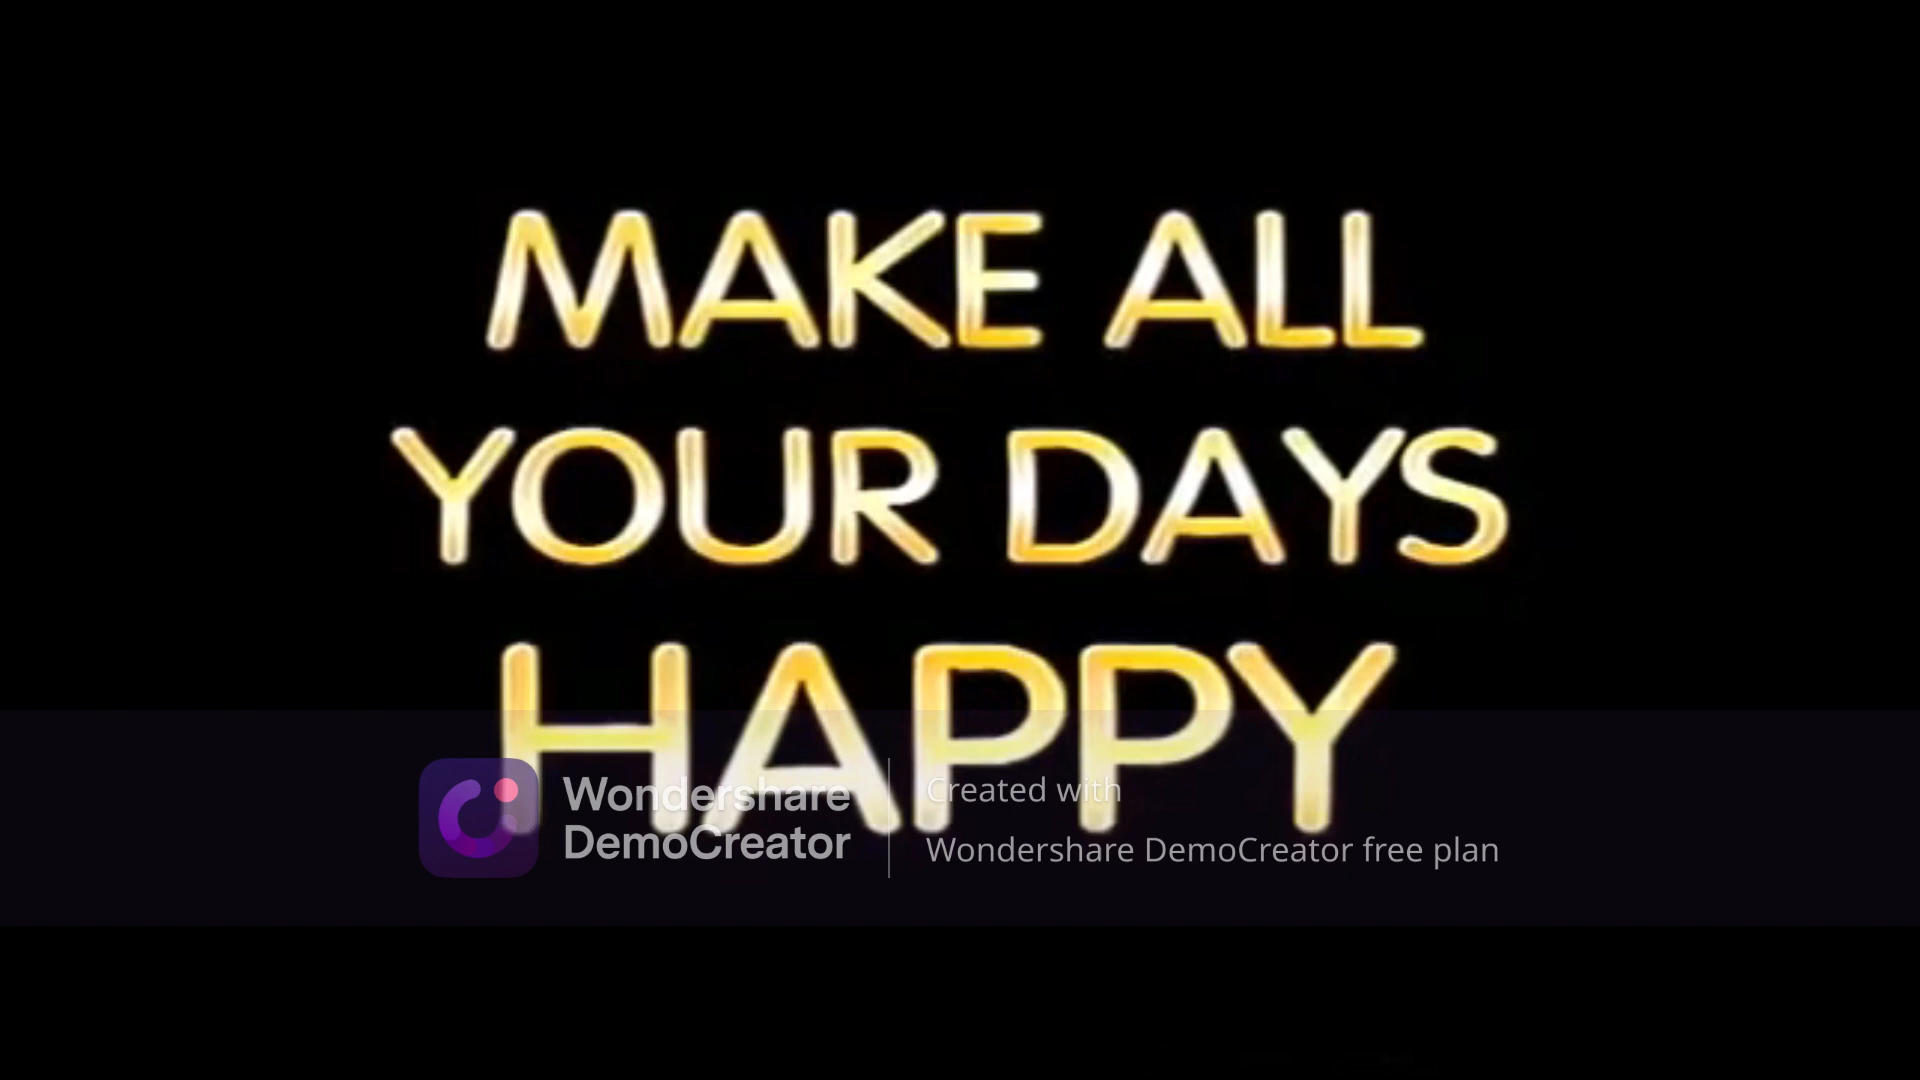 MAKE ALL
YOUR DAYS
HAPPY
Wondershare
DemoCreator
Created with
Wondershare DemoCreator free plan